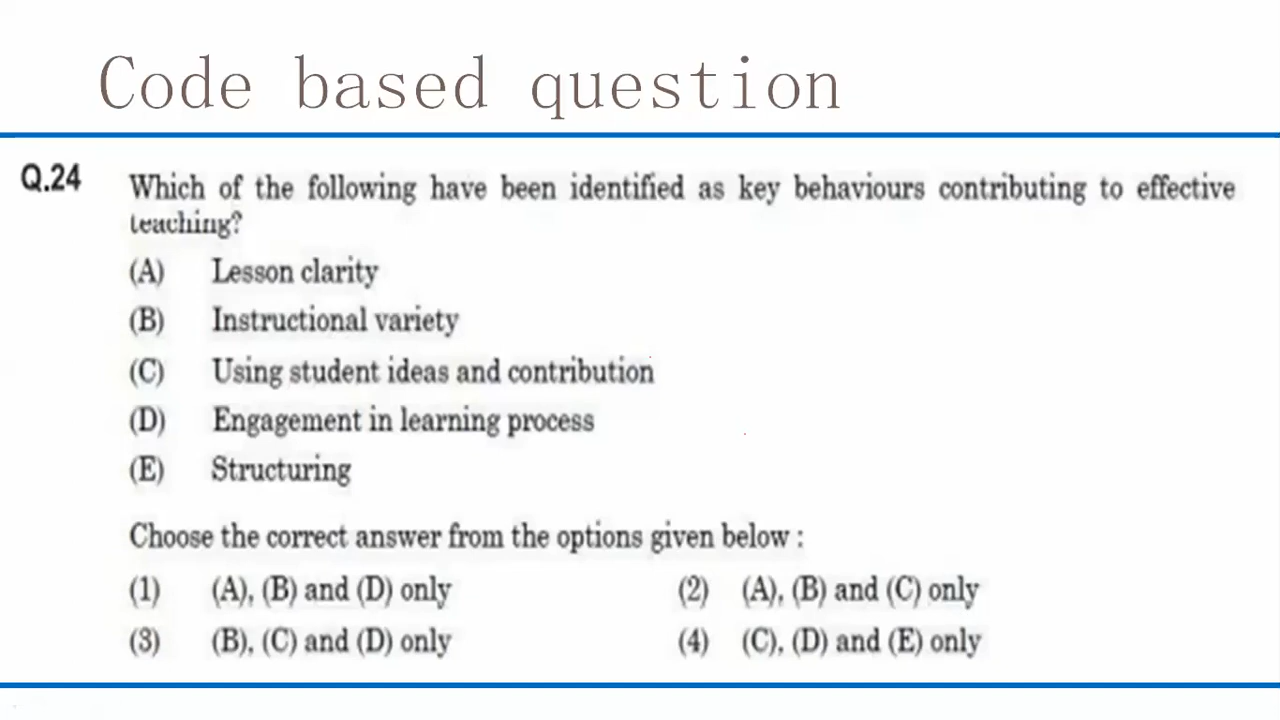 Code based question
Q.24 Which of the following have been identified as key behaviours contributing to effective
teaching?
(A) Lesson clarity
(B) Instructional variety
(C) Using student ideas and contribution
(D) Engagement in learning process
(E) Structuring
Choose the correct answer from the options given below :
(1) (A), (B) and (D) only (2) (A), (B) and (C) only
(3) (B), (C) and (D) only (4) (C), (D) and (E) only